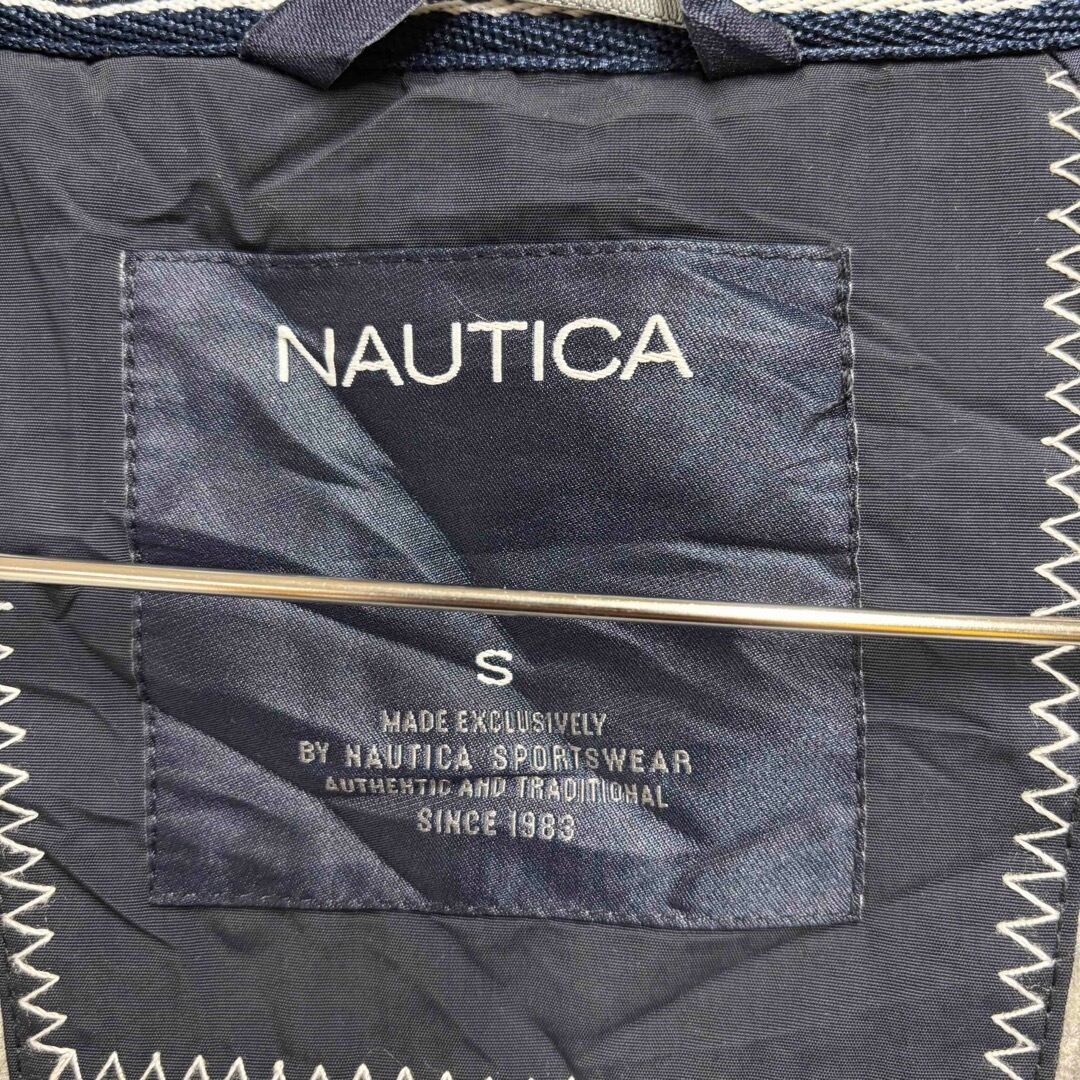 NAUTICA
S
MADE EXCLUSIVELY
BY NAUTICA SPORTSWEAR
AUTHENTIC AND TRADITIONAL
SINCE 1983